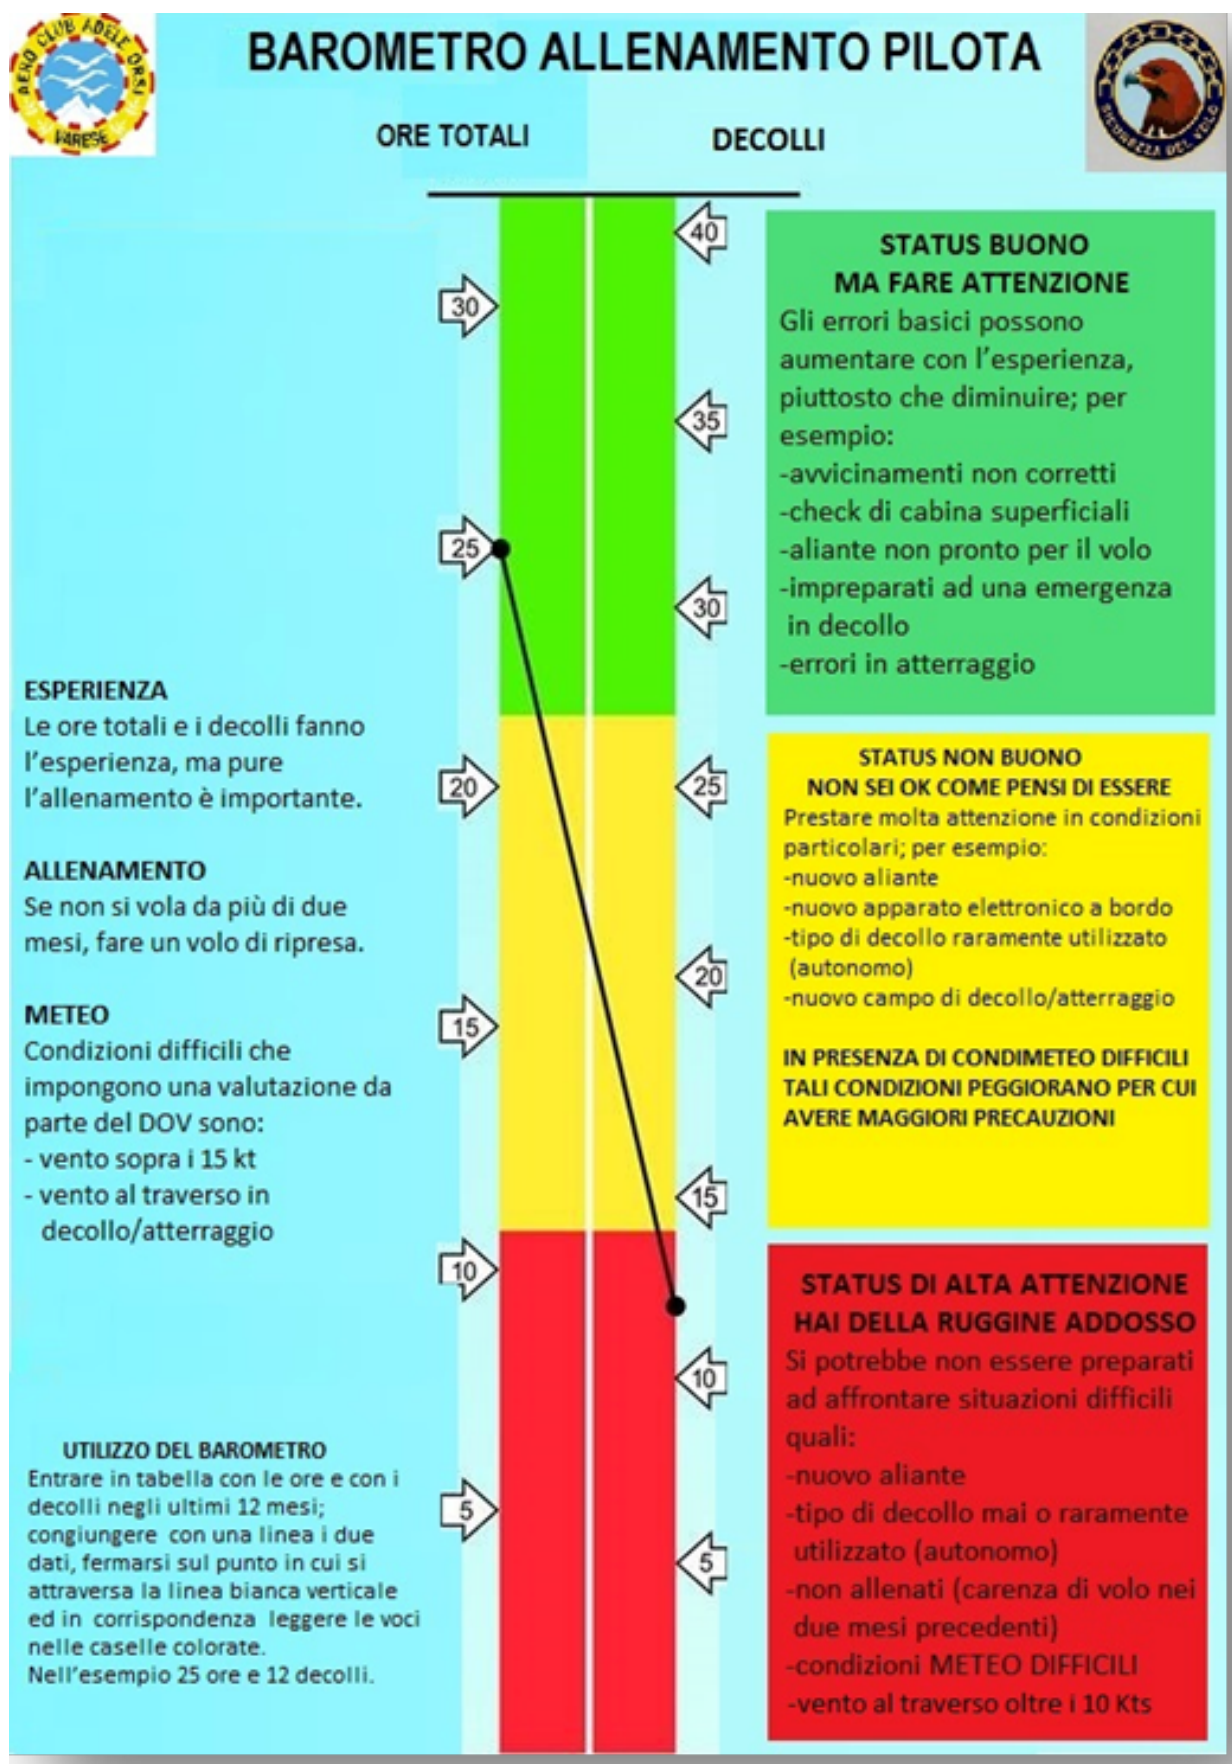 AERO CLUB ADELE ORSI
VARESE
BAROMETRO ALLENAMENTO PILOTA
SICUREZZA DEL VOLO
ORE TOTALI
DECOLLI
40
30
35
25
30
20
25
20
15
15
10
10
5
5
STATUS BUONO
MA FARE ATTENZIONE
Gli errori basici possono
aumentare con l'esperienza,
piuttosto che diminuire; per
esempio:
-avvicinamenti non corretti
-check di cabina superficiali
-aliante non pronto per il volo
-impreparati ad una emergenza
in decollo
-errori in atterraggio
ESPERIENZA
Le ore totali e i decolli fanno
l'esperienza, ma pure
l'allenamento è importante.
ALLENAMENTO
Se non si vola da più di due
mesi, fare un volo di ripresa.
METEO
Condizioni difficili che
impongono una valutazione da
parte del DOV sono:
- vento sopra i 15 kt
- vento al traverso in
decollo/atterraggio
STATUS NON BUONO
NON SEI OK COME PENSI DI ESSERE
Prestare molta attenzione in condizioni
particolari; per esempio:
-nuovo aliante
-nuovo apparato elettronico a bordo
-tipo di decollo raramente utilizzato
(autonomo)
-nuovo campo di decollo/atterraggio
IN PRESENZA DI CONDIMETEO DIFFICILI
TALI CONDIZIONI PEGGIORANO PER CUI
AVERE MAGGIORI PRECAUZIONI
STATUS DI ALTA ATTENZIONE
HAI DELLA RUGGINE ADDOSSO
Si potrebbe non essere preparati
ad affrontare situazioni difficili
quali:
-nuovo aliante
-tipo di decollo mai o raramente
utilizzato (autonomo)
-non allenati (carenza di volo nei
due mesi precedenti)
-condizioni METEO DIFFICILI
-vento al traverso oltre i 10 Kts
UTILIZZO DEL BAROMETRO
Entrare in tabella con le ore e con i
decolli negli ultimi 12 mesi;
congiungere con una linea i due
dati, fermarsi sul punto in cui si
attraversa la linea bianca verticale
ed in corrispondenza leggere le voci
nelle caselle colorate.
Nell'esempio 25 ore e 12 decolli.